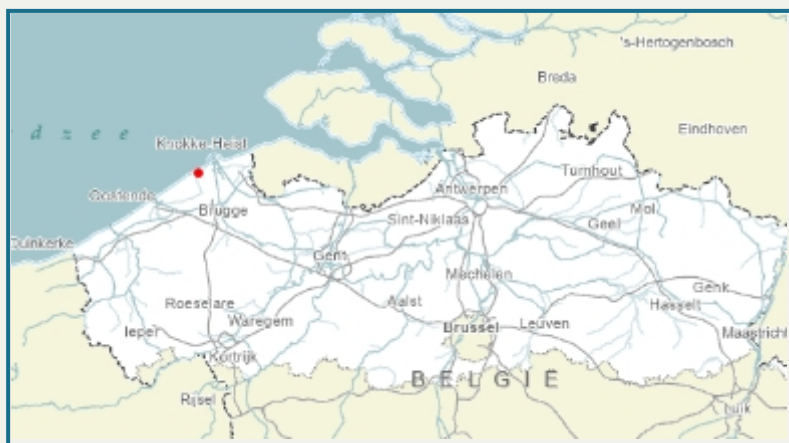 's-Hertogenbosch
Breda
Eindhoven
d z e e
Knokke-Heist
Turnhout
Antwerpen
Oostende
Brugge
Sint-Niklaas
Mol
Geel
Duinkerke
Gent
Mechelen
Genk
Roeselare
Aalst
Hasselt
Waregem
Brussel
Leuven
Ieper
Maastricht
Kortrijk
BELGIË
Rijsel
Luik